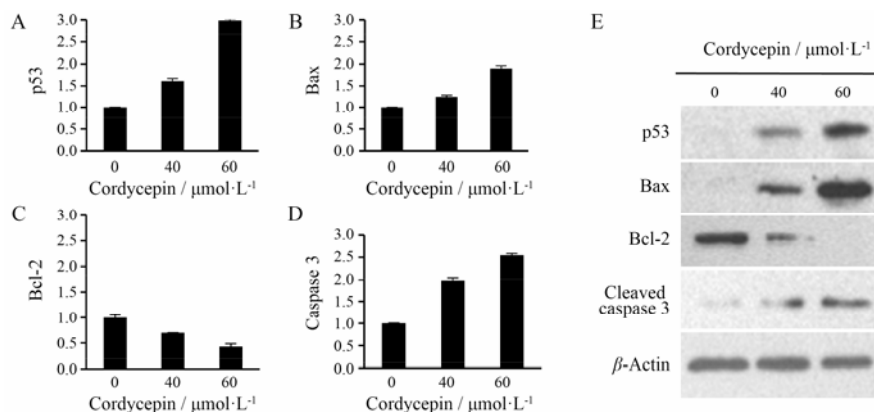 A
3.0
2.5
2.0
1.5
1.0
0.5
0.0
p53
0 40 60
Cordycepin / μmol·L⁻¹
B
3.0
2.5
2.0
1.5
1.0
0.5
0.0
Bax
0 40 60
Cordycepin / μmol·L⁻¹
C
3.0
2.5
2.0
1.5
1.0
0.5
0.0
Bcl-2
0 40 60
Cordycepin / μmol·L⁻¹
D
3.0
2.5
2.0
1.5
1.0
2.5
0.0
Caspase 3
0 40 60
Cordycepin / μmol·L⁻¹
E
Cordycepin / μmol·L⁻¹
0 40 60
p53
Bax
Bcl-2
Cleaved
caspase 3
β-Actin